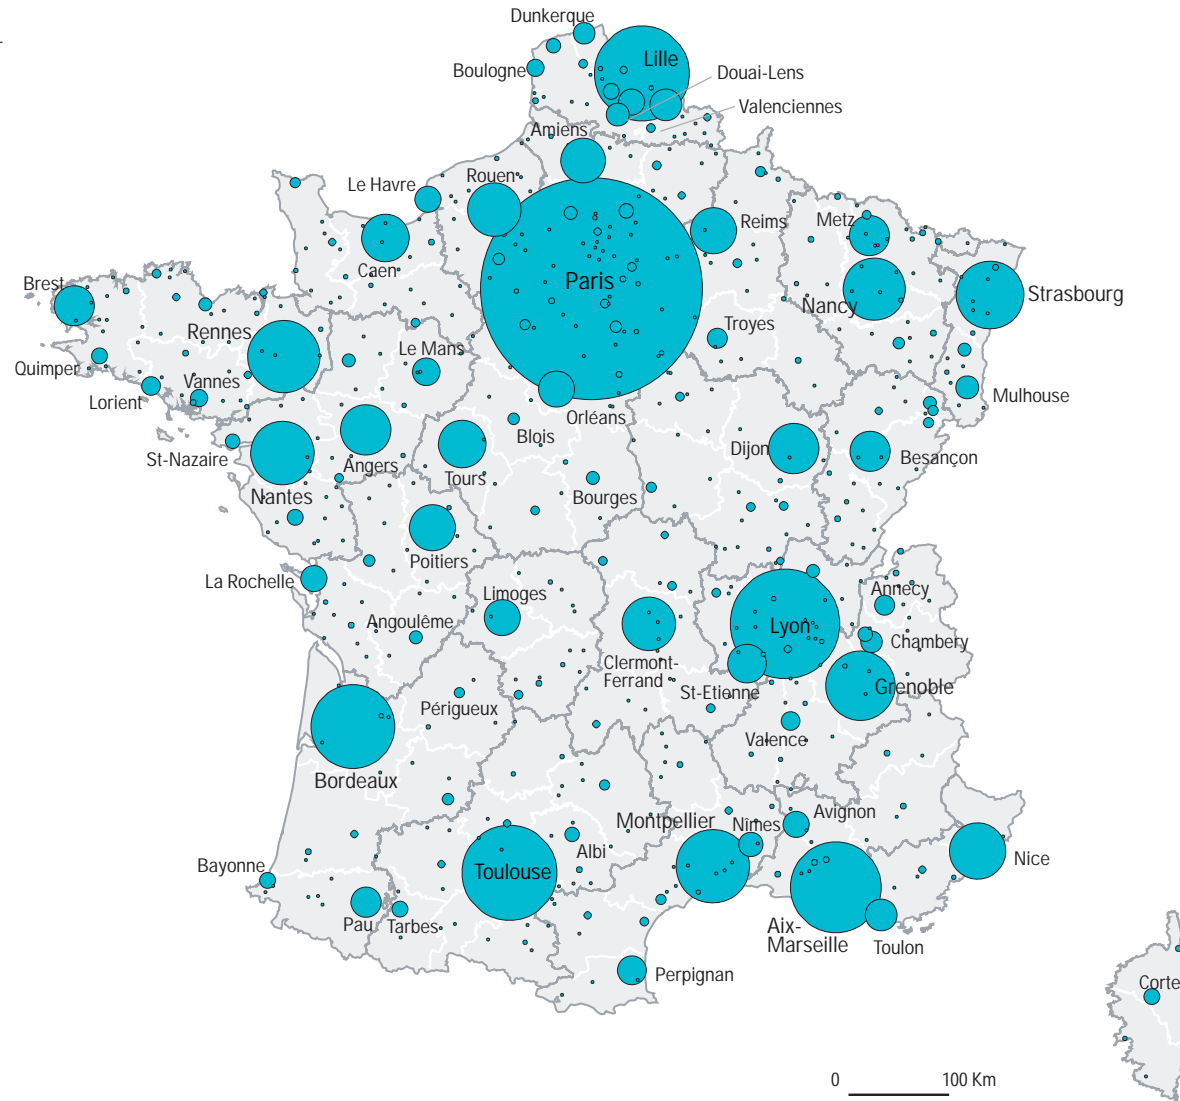 Dunkerque
Lille
Boulogne
Douai-Lens
Valenciennes
Amiens
Rouen
Le Havre
Reims
Metz
Caen
Paris
Brest
Nancy
Strasbourg
Rennes
Troyes
Le Mans
Quimper
Vannes
Lorient
Mulhouse
Orléans
Blois
St-Nazaire
Angers
Tours
Dijon
Besançon
Nantes
Bourges
Poitiers
La Rochelle
Limoges
Annecy
Angoulême
Lyon
Chambery
Clermont-
Ferrand
St-Etienne
Grenoble
Périgueux
Valence
Bordeaux
Montpellier
Nîmes
Avignon
Albi
Bayonne
Toulouse
Nice
Pau
Tarbes
Aix-
Marseille
Toulon
Perpignan
Corte
0 100 Km